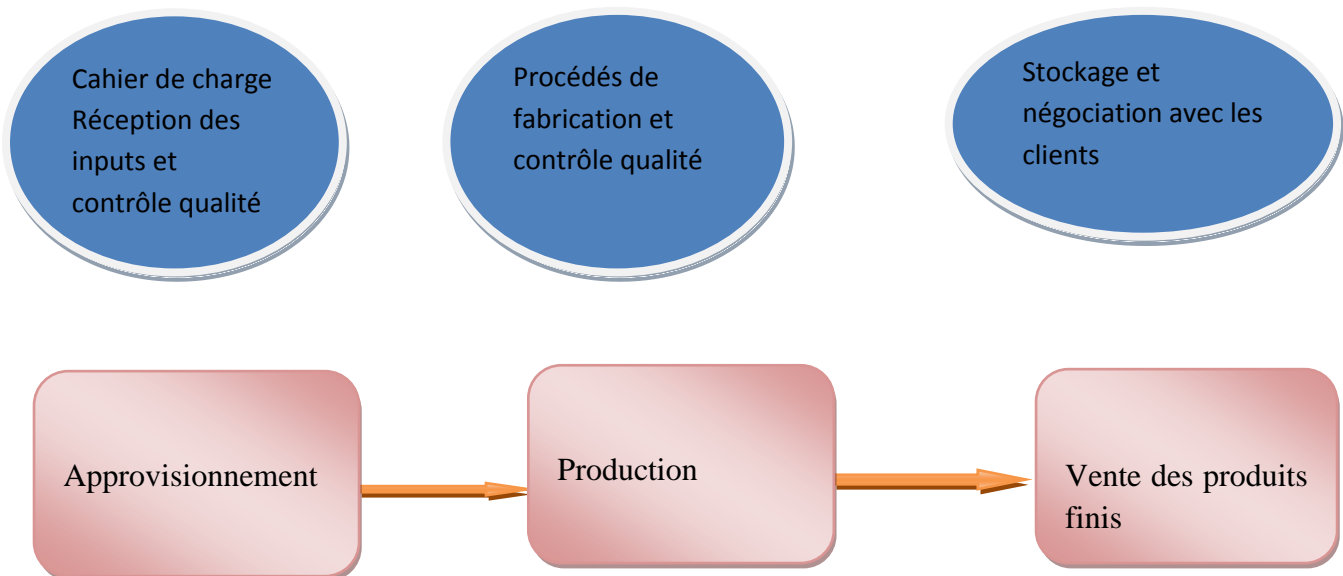 Cahier de charge
Réception des
inputs et
contrôle qualité
Procédés de
fabrication et
contrôle qualité
Stockage et
négociation avec les
clients
Approvisionnement
Production
Vente des produits
finis